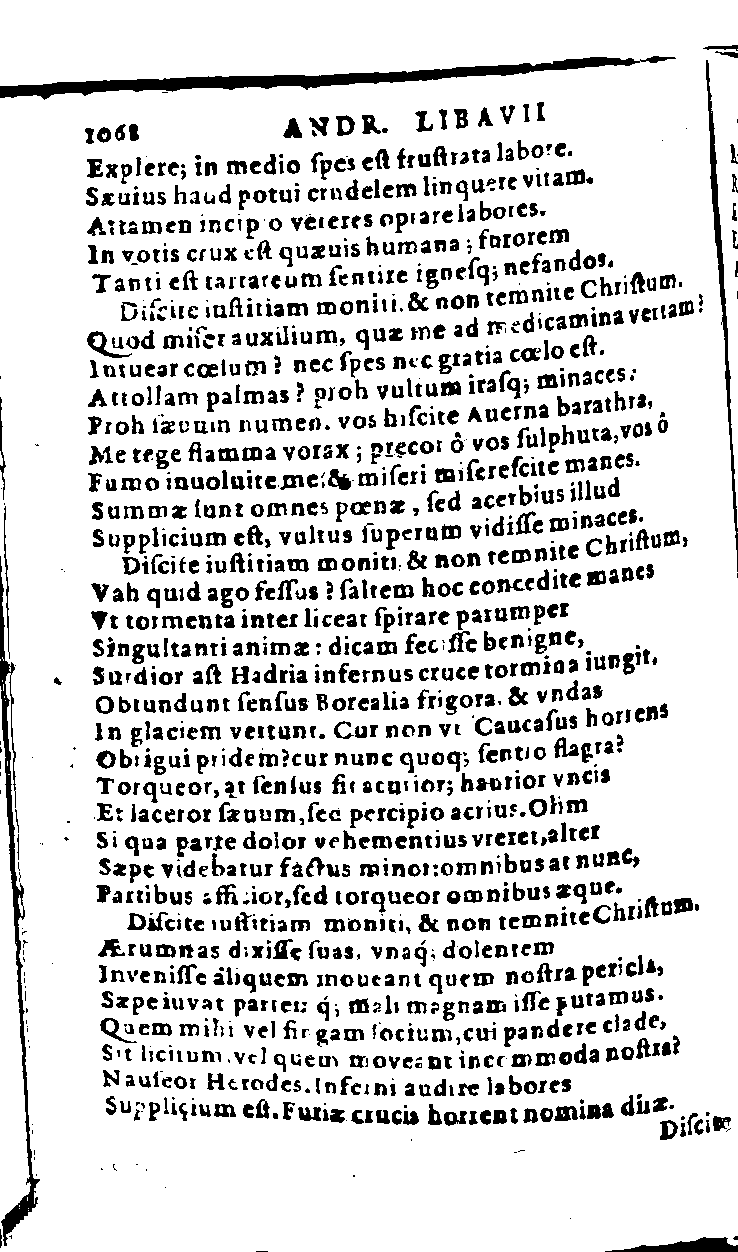 1068 ANDR. LIBAVII
Explere; in medio ſpes eſt fruſtrata labore.
Sæuius haud potui crudelem linquere vitam.
Attamen incipio veteres optare labores.
In votis crux eſt quæuis humana; furorem
Tanti eſt tartareum ſentire igneſq; nefandos.
Diſcite iuſtitiam moniti. & non temnite Chriſtum.
Quod miſer auxilium, quæ me ad medicamina vertam?
Intuear cœlum? nec ſpes nec gratia cœlo eſt.
Attollam palmas? proh vultum iraſq; minaces:
Proh ſævum numen. vos hiſcite Auerna barathra,
Me tege flamma vorax; precor ô vos ſulphura, vos ô
Fumo inuoluite me: & miſeri miſereſcite manes.
Summæ ſunt omnes pœnæ, ſed acerbius illud
Supplicium eſt, vultus ſuperum vidiſſe minaces.
Diſcite iuſtitiam moniti. & non temnite Chriſtum,
Vah quid ago feſſus? ſaltem hoc concedite manes
Vt tormenta inter liceat ſpirare parumper
Singultanti animæ: dicam feciſſe benigne,
Surdior aſt Hadria infernus cruce tormina iungit.
Obtundunt ſenſus Borealia frigora. & vndas
In glaciem vertunt. Cur non vt Caucaſus horrens
Obrigui pridem? cur nunc quoq; ſentio flagra?
Torqueor, at ſenſus fit acutior; haurior vncis
Et laceror ſæuum, ſed percipio acrius. Olim
Si qua parte dolor vehementius vreret, alter
Sæpe videbatur factus minor: omnibus at nunc,
Partibus afficior, ſed torqueor omnibus æque.
Diſcite iuſtitiam moniti, & non temnite Chriſtum.
Ærumnas dixiſſe ſuas, vnaq́; dolentem
Inveniſſe aliquem moueant quem noſtra pericla,
Sæpe iuvat partem q́; mali magnam iſſe putamus.
Quem mihi vel fingam ſocium, cui pandere clade,
Sit licitum. vel quem moveant incommoda noſtra?
Nauſeor Herodes. Inferni audire labores
Supplicium eſt. Furiæ crucis horrent nomina diuæ.
Diſcite